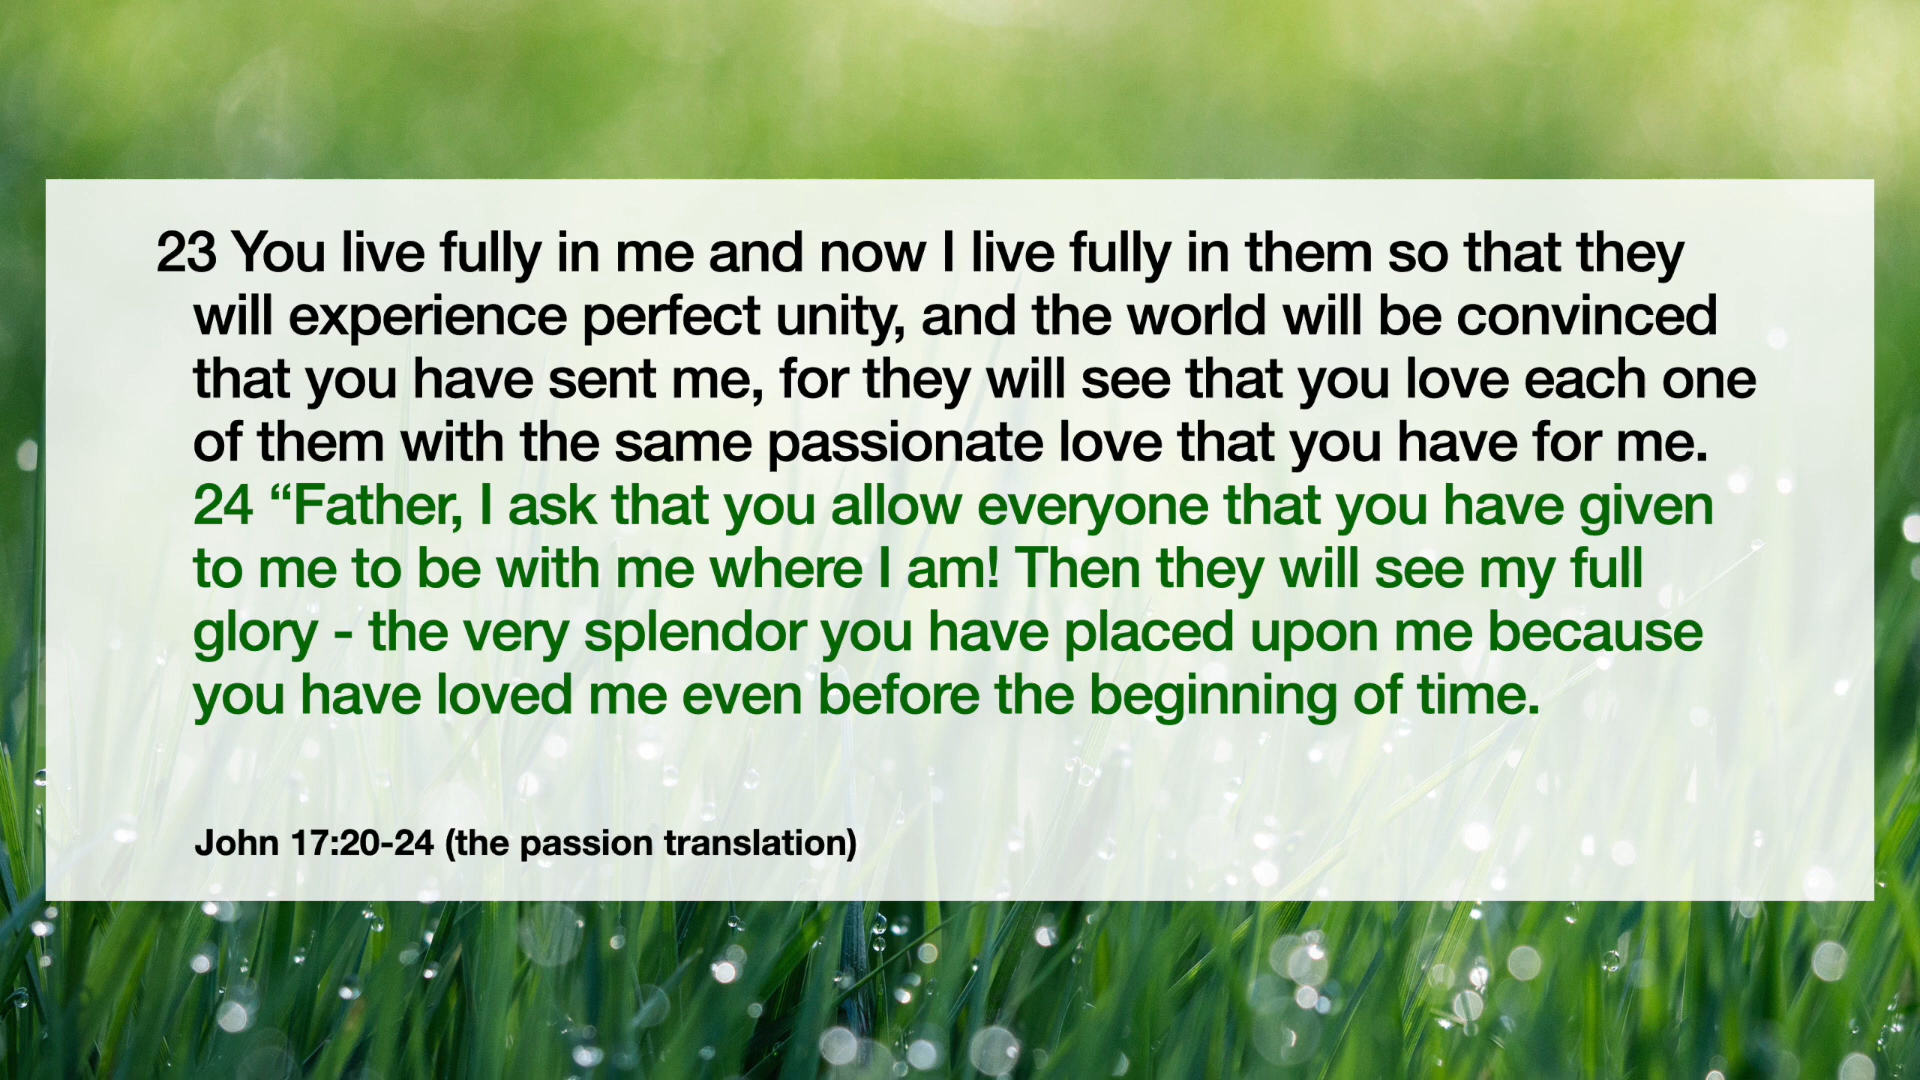 23 You live fully in me and now I live fully in them so that they
will experience perfect unity, and the world will be convinced
that you have sent me, for they will see that you love each one
of them with the same passionate love that you have for me.
24 “Father, I ask that you allow everyone that you have given
to me to be with me where I am! Then they will see my full
glory - the very splendor you have placed upon me because
you have loved me even before the beginning of time.
John 17:20-24 (the passion translation)